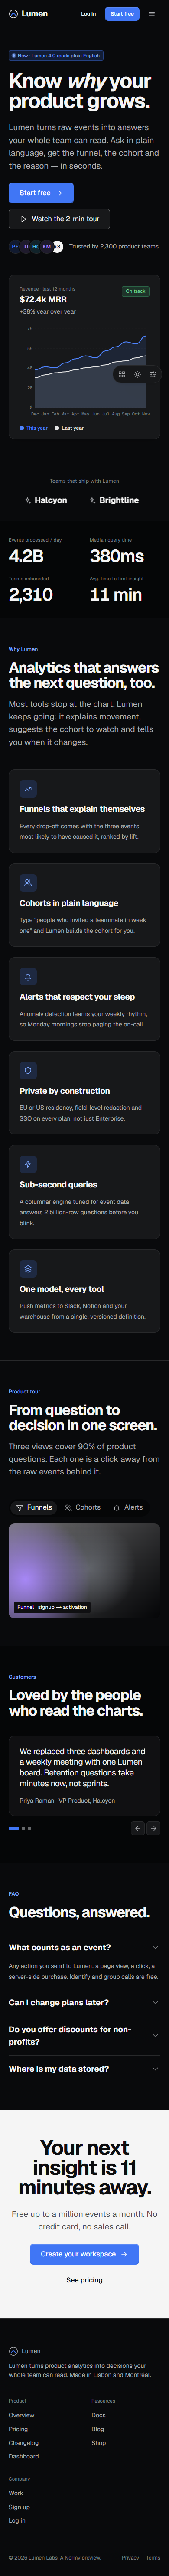 Lumen
Log in
Start free
New · Lumen 4.0 reads plain English
Know why your
product grows.
Lumen turns raw events into answers
your whole team can read. Ask in plain
language, get the funnel, the cohort and
the reason — in seconds.
Start free
Watch the 2-min tour
TI
KM
+3
Trusted by 2,300 product teams
Revenue · last 12 months
$72.4k MRR
+38% year over year
On track
0
Dec Jan Feb Mar Apr May Jun Jul Aug Sep Oct Nov
This year
Last year
Teams that ship with Lumen
Halcyon
Brightline
Events processed / day
4.2B
Median query time
380ms
Teams onboarded
2,310
Avg. time to first insight
11 min
Why Lumen
Analytics that answers
the next question, too.
Most tools stop at the chart. Lumen
keeps going: it explains movement,
suggests the cohort to watch and tells
you when it changes.
Funnels that explain themselves
Every drop-off comes with the three events
most likely to have caused it, ranked by lift.
Cohorts in plain language
Type "people who invited a teammate in week
one" and Lumen builds the cohort for you.
Alerts that respect your sleep
Anomaly detection learns your weekly rhythm,
so Monday mornings stop paging the on-call.
Private by construction
EU or US residency, field-level redaction and
SSO on every plan, not just Enterprise.
Sub-second queries
A columnar engine tuned for event data
answers 2 billion-row questions before you
blink.
One model, every tool
Push metrics to Slack, Notion and your
warehouse from a single, versioned definition.
Product tour
From question to
decision in one screen.
Three views cover 90% of product
questions. Each one is a click away from
the raw events behind it.
Funnels
Cohorts
Alerts
Funnel · signup → activation
Customers
Loved by the people
who read the charts.
We replaced three dashboards and
a weekly meeting with one Lumen
board. Retention questions take
minutes now, not sprints.
Priya Raman · VP Product, Halcyon
FAQ
Questions, answered.
What counts as an event?
Any action you send to Lumen: a page view, a click, a
server-side purchase. Identify and group calls are free.
Can I change plans later?
Do you offer discounts for non-
profits?
Where is my data stored?
Your next
insight is 11
minutes away.
Free up to a million events a month. No
credit card, no sales call.
Create your workspace
See pricing
Lumen
Lumen turns product analytics into decisions your
whole team can read. Made in Lisbon and Montréal.
Product
Overview
Pricing
Changelog
Dashboard
Resources
Docs
Blog
Shop
Company
Work
Sign up
Log in
© 2026 Lumen Labs. A Normy preview.
Privacy
Terms